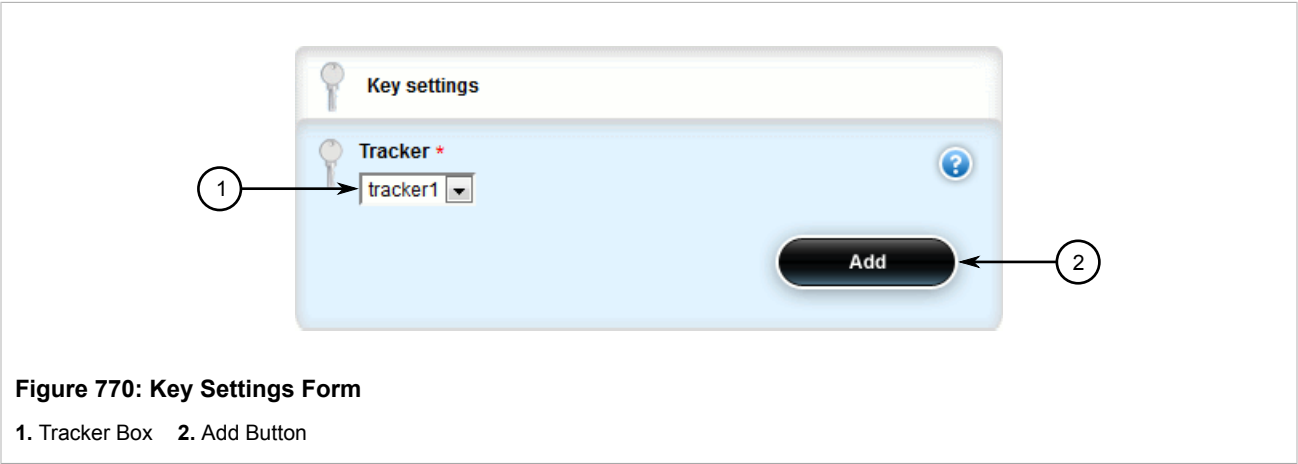 Key settings
Tracker *
1
tracker1
?
Add
2
Figure 770: Key Settings Form
1. Tracker Box 2. Add Button